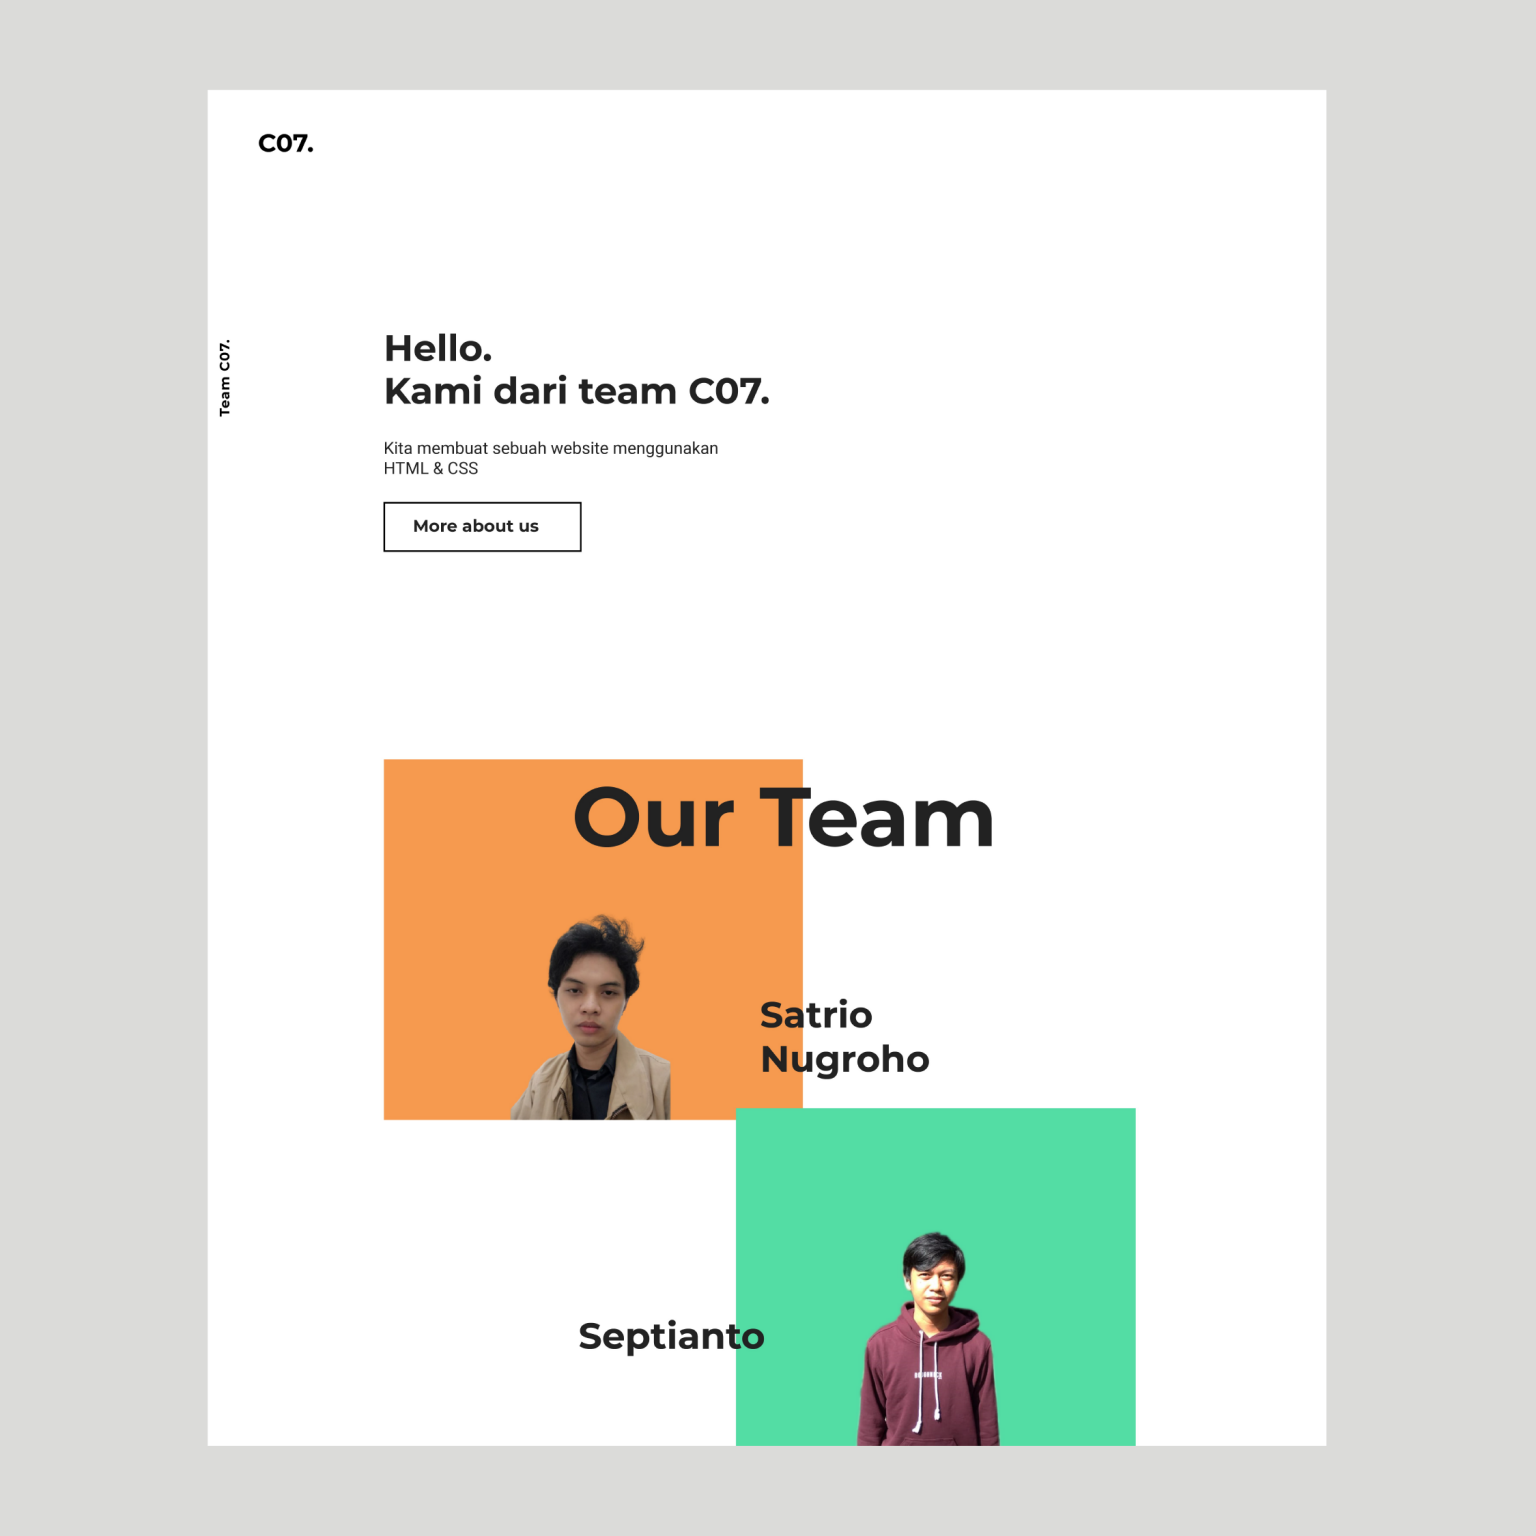 C07.
Team C07.
Hello.
Kami dari team C07.
Kita membuat sebuah website menggunakan
HTML & CSS
More about us
Our Team
Satrio
Nugroho
Septianto